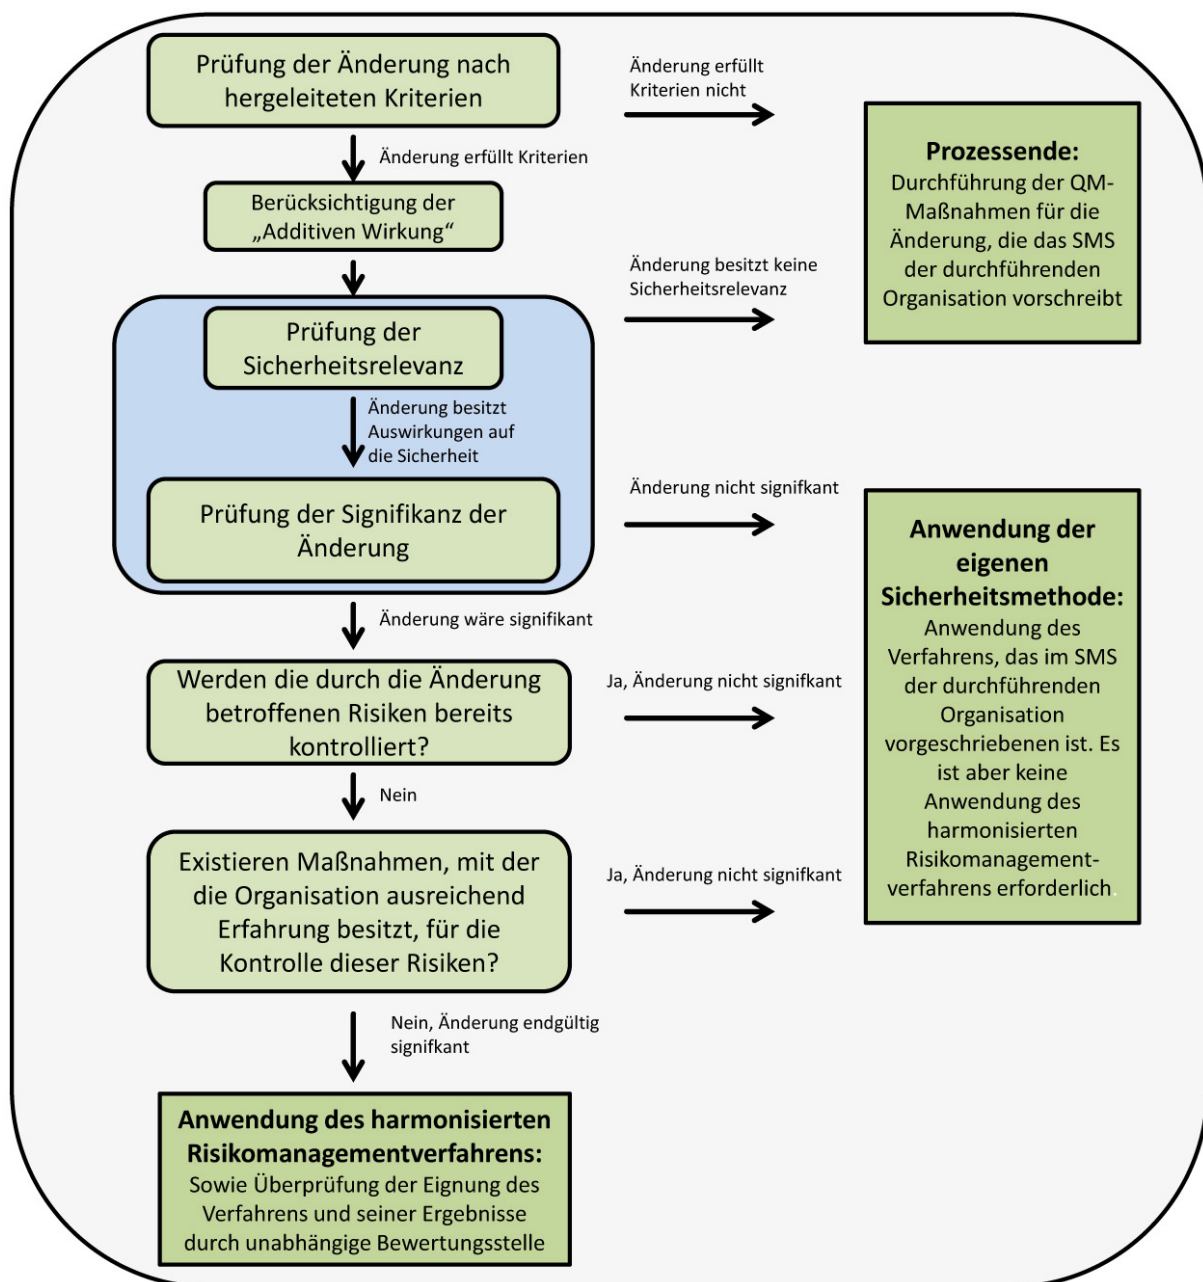 Prüfung der Änderung nach
hergeleiteten Kriterien
Änderung erfüllt
Kriterien nicht
Änderung erfüllt Kriterien
Berücksichtigung der
„Additiven Wirkung“
Prozessende:
Durchführung der QM-
Maßnahmen für die
Änderung, die das SMS
der durchführenden
Organisation vorschreibt
Änderung besitzt keine
Sicherheitsrelevanz
Prüfung der
Sicherheitsrelevanz
Änderung besitzt
Auswirkungen auf
die Sicherheit
Prüfung der Signifikanz der
Änderung
Änderung nicht signifkant
Änderung wäre signifikant
Anwendung der
eigenen
Sicherheitsmethode:
Anwendung des
Verfahrens, das im SMS
der durchführenden
Organisation
vorgeschriebenen ist. Es
ist aber keine
Anwendung des
harmonisierten
Risikomanagement-
verfahrens erforderlich.
Werden die durch die Änderung
betroffenen Risiken bereits
kontrolliert?
Ja, Änderung nicht signifkant
Nein
Existieren Maßnahmen, mit der
die Organisation ausreichend
Erfahrung besitzt, für die
Kontrolle dieser Risiken?
Ja, Änderung nicht signifkant
Nein, Änderung endgültig
signifkant
Anwendung des harmonisierten
Risikomanagementverfahrens:
Sowie Überprüfung der Eignung des
Verfahrens und seiner Ergebnisse
durch unabhängige Bewertungsstelle